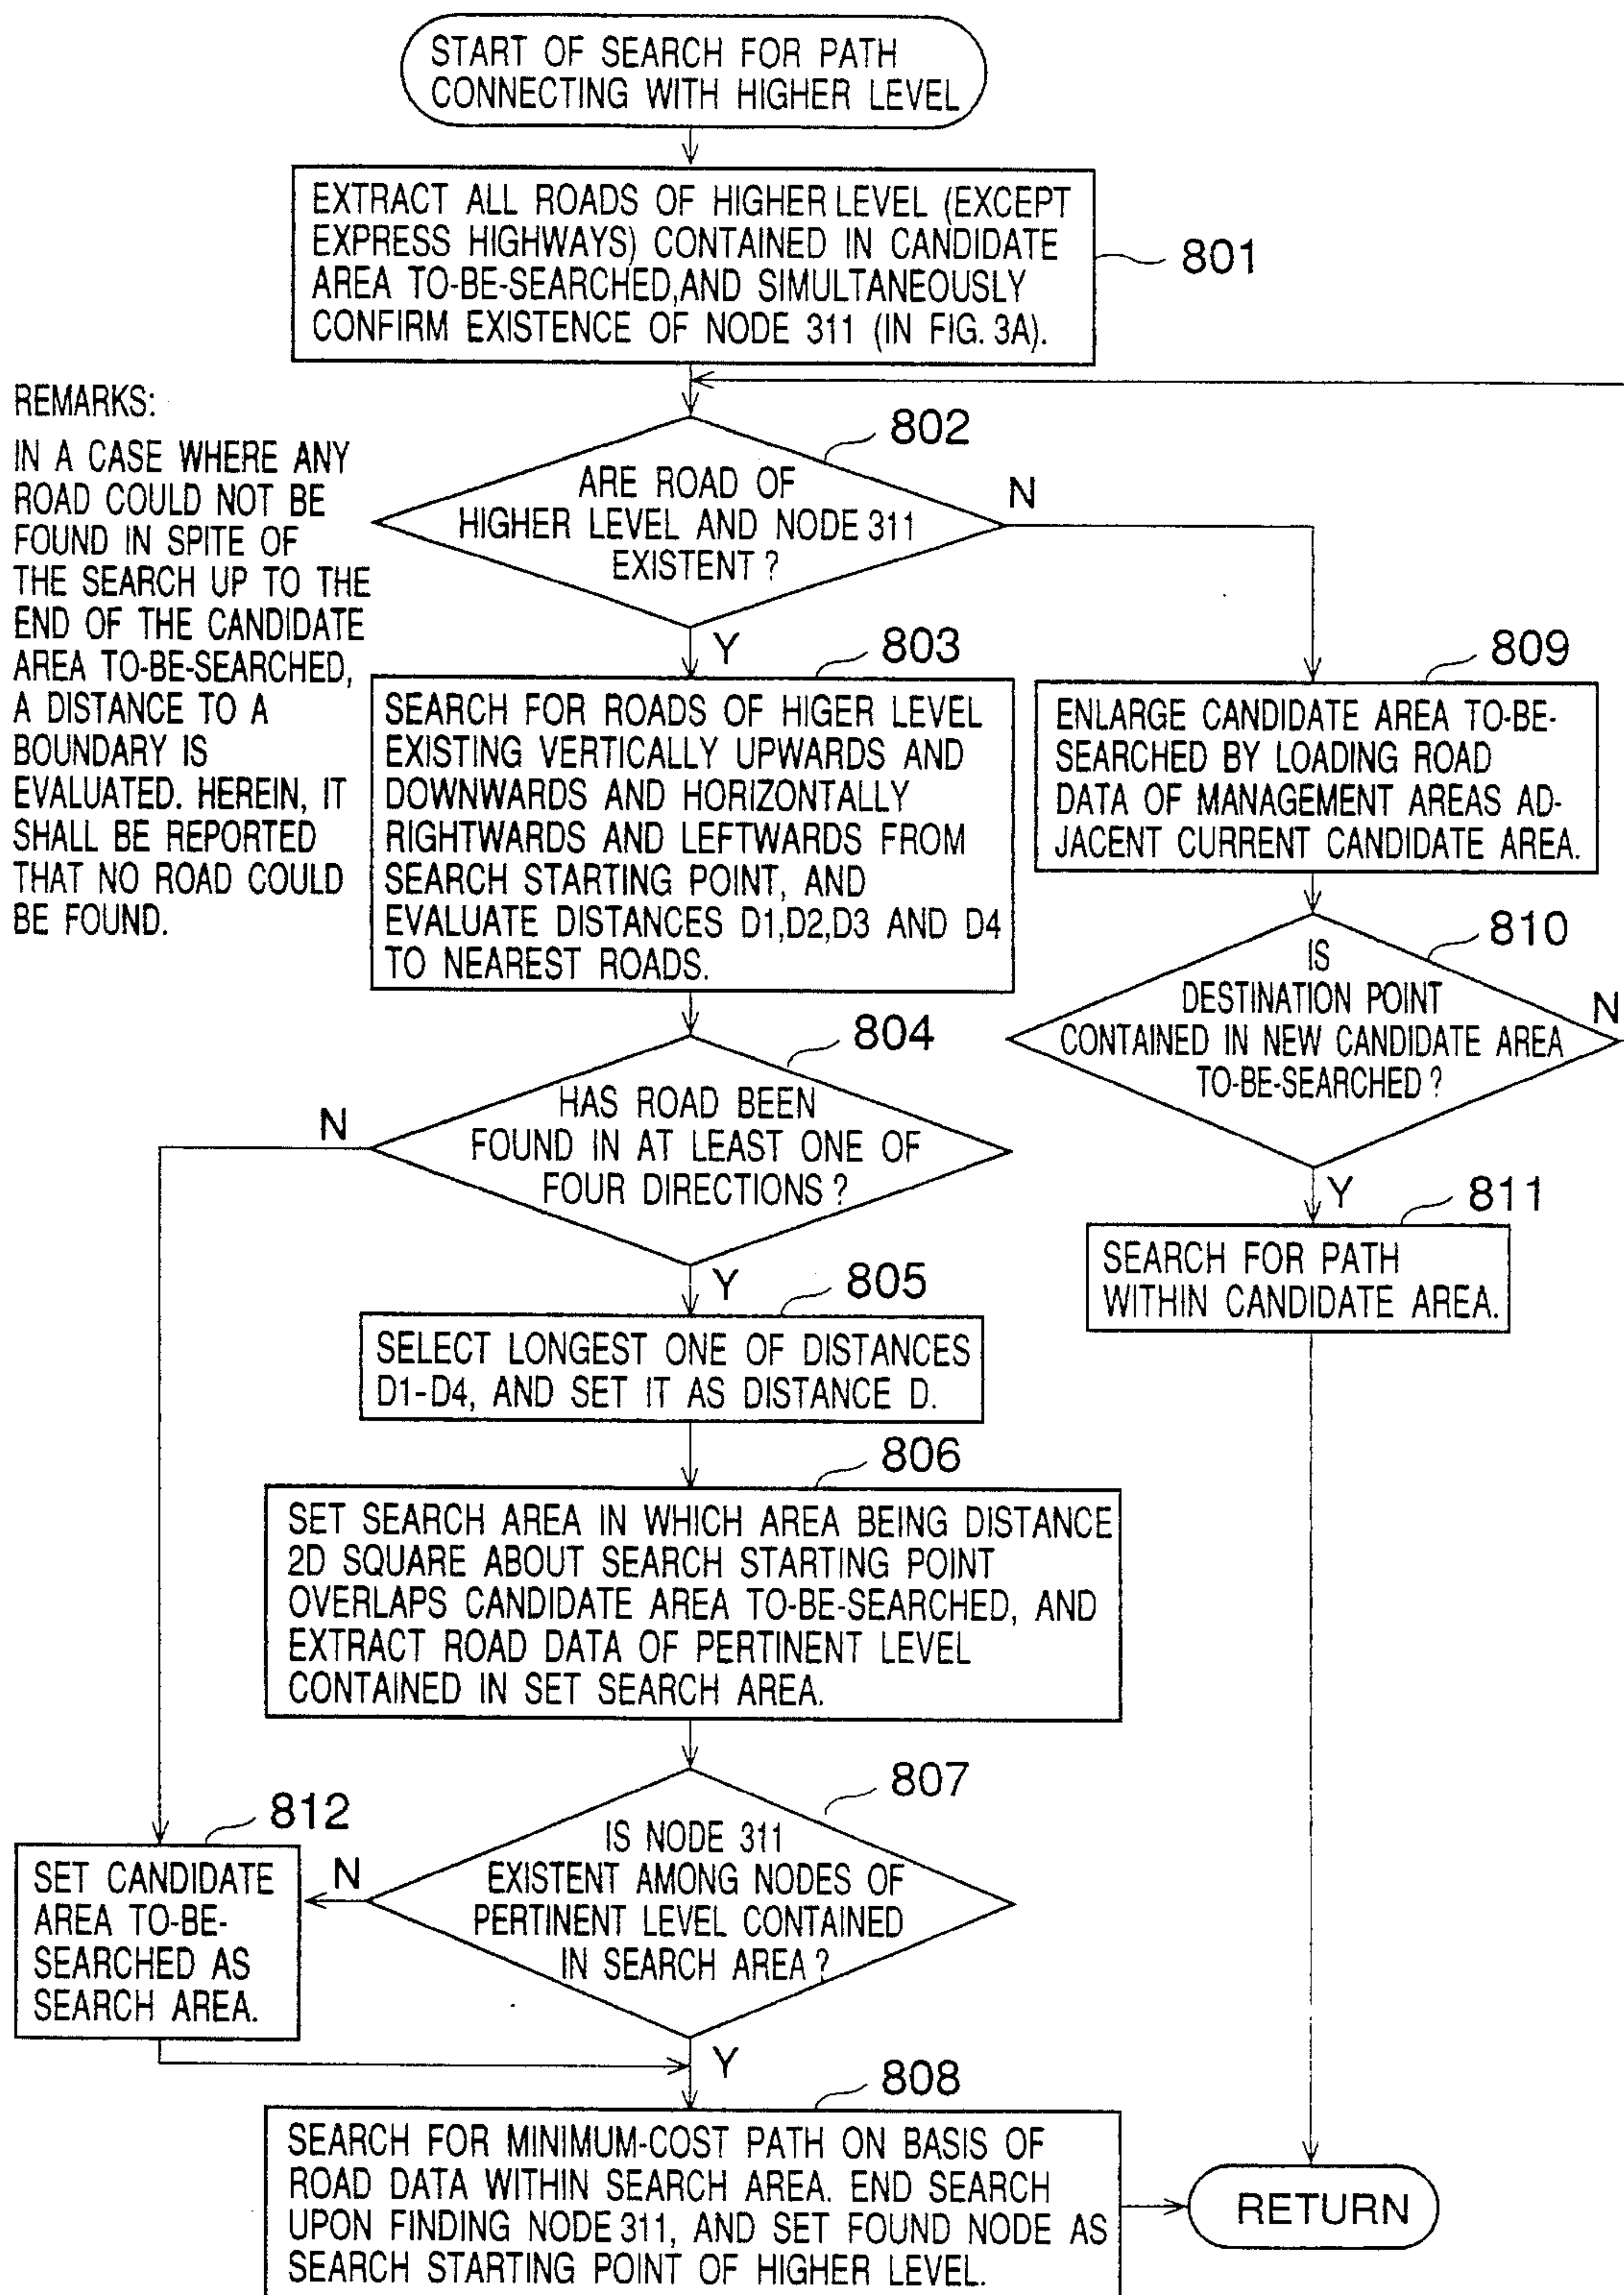 START OF SEARCH FOR PATH
CONNECTING WITH HIGHER LEVEL
EXTRACT ALL ROADS OF HIGHER LEVEL (EXCEPT
EXPRESS HIGHWAYS) CONTAINED IN CANDIDATE
AREA TO-BE-SEARCHED, AND SIMULTANEOUSLY
CONFIRM EXISTENCE OF NODE 311 (IN FIG. 3A).
801
REMARKS:
IN A CASE WHERE ANY
ROAD COULD NOT BE
FOUND IN SPITE OF
THE SEARCH UP TO THE
END OF THE CANDIDATE
AREA TO-BE-SEARCHED,
A DISTANCE TO A
BOUNDARY IS
EVALUATED. HEREIN, IT
SHALL BE REPORTED
THAT NO ROAD COULD
BE FOUND.
802
ARE ROAD OF
HIGHER LEVEL AND NODE 311
EXISTENT ?
N
Y
803
SEARCH FOR ROADS OF HIGER LEVEL
EXISTING VERTICALLY UPWARDS AND
DOWNWARDS AND HORIZONTALLY
RIGHTWARDS AND LEFTWARDS FROM
SEARCH STARTING POINT, AND
EVALUATE DISTANCES D1,D2,D3 AND D4
TO NEAREST ROADS.
809
ENLARGE CANDIDATE AREA TO-BE-
SEARCHED BY LOADING ROAD
DATA OF MANAGEMENT AREAS AD-
JACENT CURRENT CANDIDATE AREA.
810
IS
DESTINATION POINT
CONTAINED IN NEW CANDIDATE AREA
TO-BE-SEARCHED ?
N
Y
804
HAS ROAD BEEN
FOUND IN AT LEAST ONE OF
FOUR DIRECTIONS ?
N
Y
811
SEARCH FOR PATH
WITHIN CANDIDATE AREA.
805
SELECT LONGEST ONE OF DISTANCES
D1-D4, AND SET IT AS DISTANCE D.
806
SET SEARCH AREA IN WHICH AREA BEING DISTANCE
2D SQUARE ABOUT SEARCH STARTING POINT
OVERLAPS CANDIDATE AREA TO-BE-SEARCHED, AND
EXTRACT ROAD DATA OF PERTINENT LEVEL
CONTAINED IN SET SEARCH AREA.
807
IS NODE 311
EXISTENT AMONG NODES OF
PERTINENT LEVEL CONTAINED
IN SEARCH AREA ?
N
Y
812
SET CANDIDATE
AREA TO-BE-
SEARCHED AS
SEARCH AREA.
808
SEARCH FOR MINIMUM-COST PATH ON BASIS OF
ROAD DATA WITHIN SEARCH AREA. END SEARCH
UPON FINDING NODE 311, AND SET FOUND NODE AS
SEARCH STARTING POINT OF HIGHER LEVEL.
RETURN